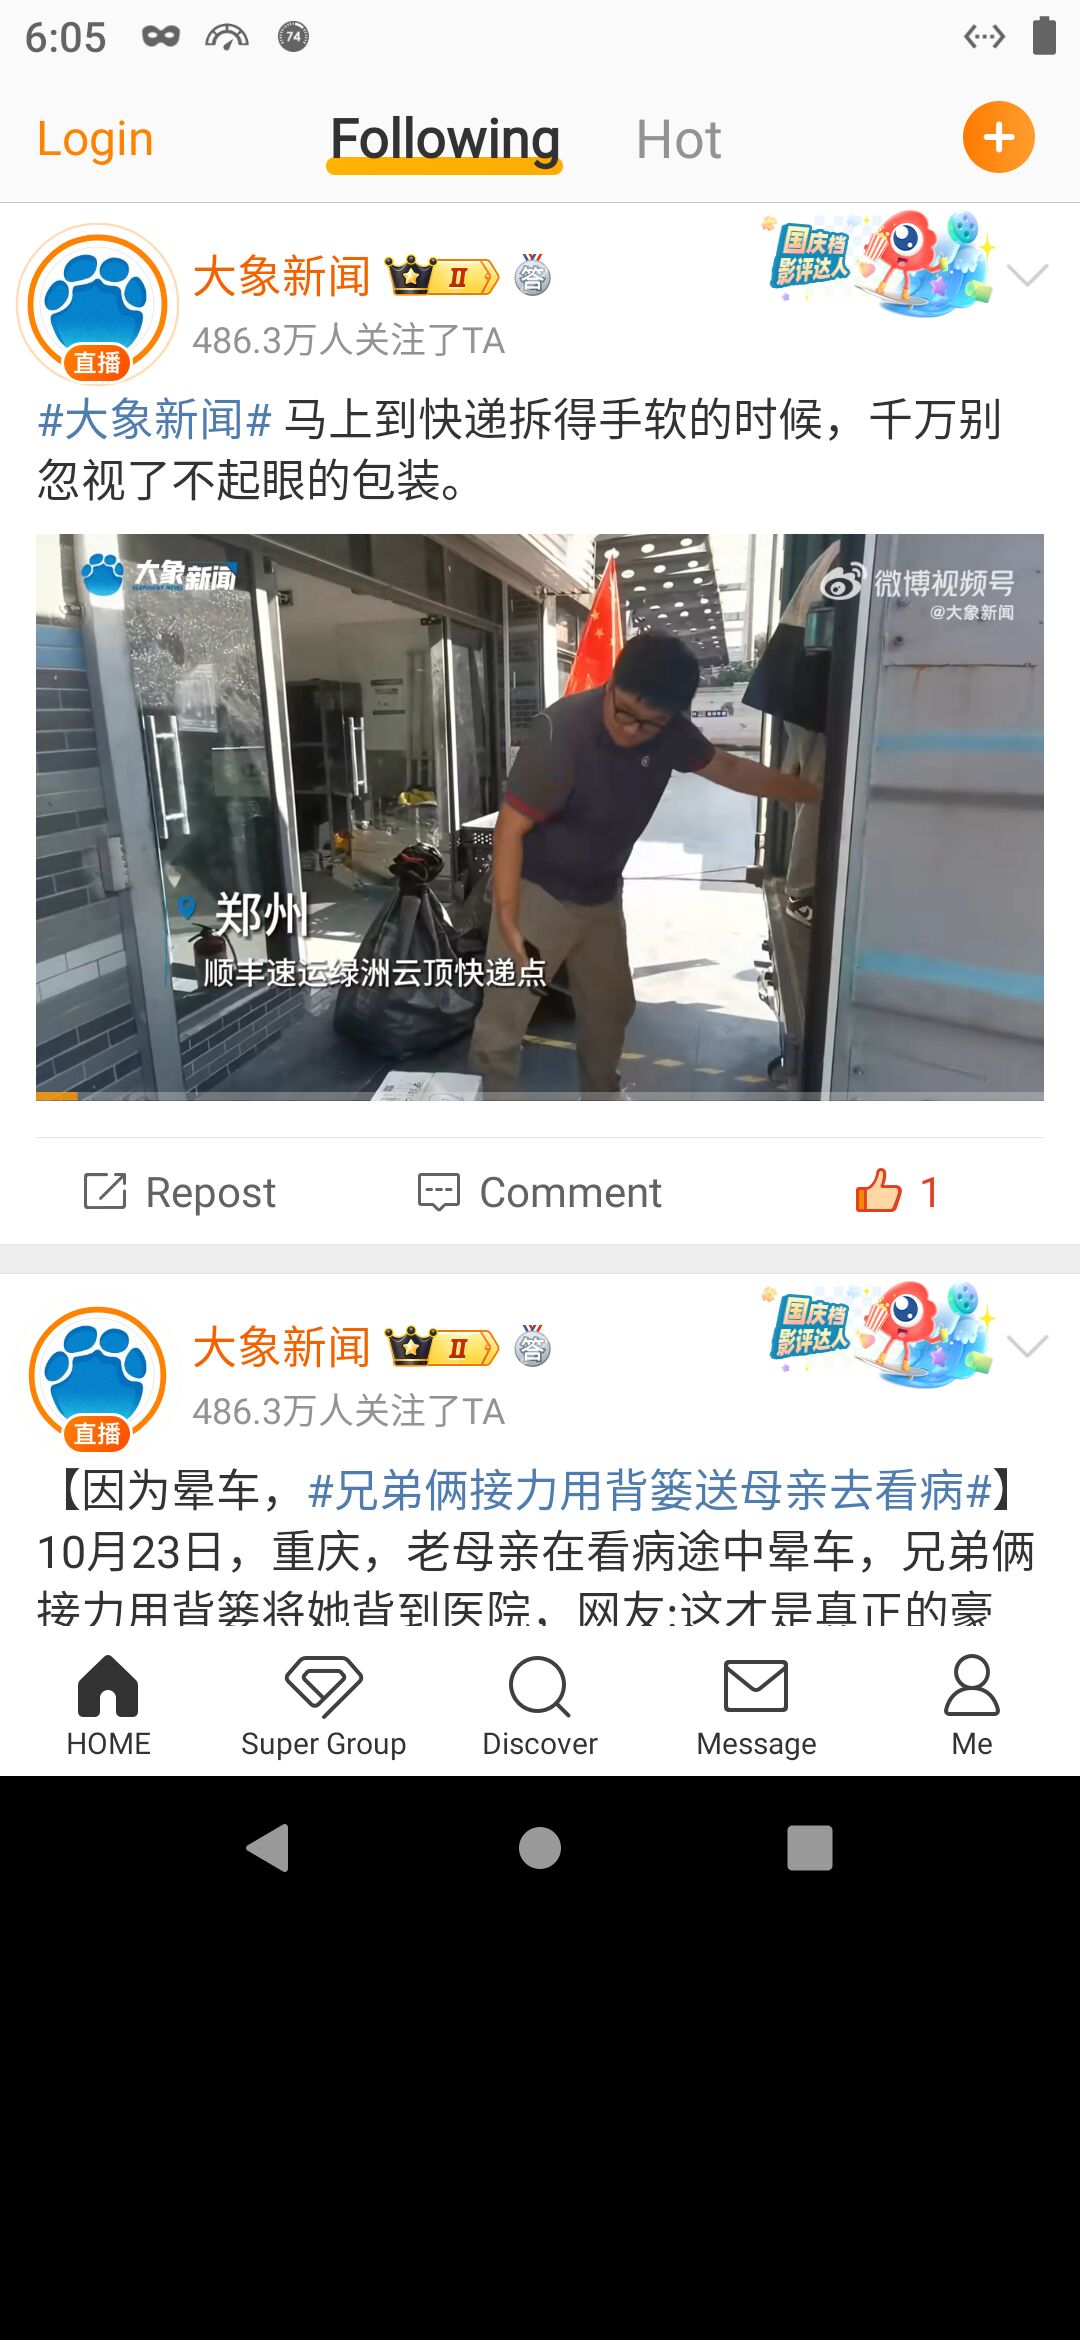 6:05
74
Login
Following
Hot
国庆档
影评达人
大象新闻
II
答
486.3万人关注了TA
直播
#大象新闻# 马上到快递拆得手软的时候，千万别
忽视了不起眼的包装。
大象新闻
ELEPHANT NEWS
微博视频号
@大象新闻
郑州
顺丰速运绿洲云顶快递点
Repost
Comment
1
国庆档
影评达人
大象新闻
II
答
486.3万人关注了TA
直播
【因为晕车，#兄弟俩接力用背篓送母亲去看病#】
10月23日，重庆，老母亲在看病途中晕车，兄弟俩
接力用背篓将她背到医院，网友:这才是真正的豪
HOME
Super Group
Discover
Message
Me